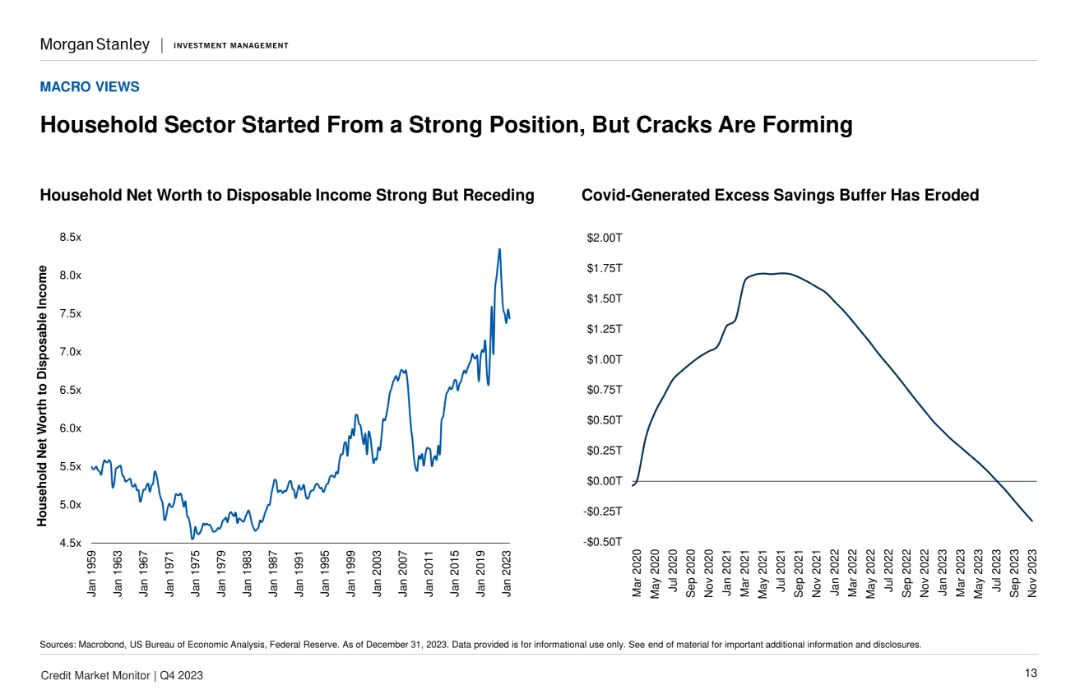 Morgan Stanley | INVESTMENT MANAGEMENT
MACRO VIEWS
Household Sector Started From a Strong Position, But Cracks Are Forming
Household Net Worth to Disposable Income Strong But Receding
Household Net Worth to Disposable Income
8.5x
8.0x
7.5x
7.0x
6.5x
6.0x
5.5x
5.0x
4.5x
Jan 1959
Jan 1963
Jan 1967
Jan 1971
Jan 1975
Jan 1979
Jan 1983
Jan 1987
Jan 1991
Jan 1995
Jan 1999
Jan 2003
Jan 2007
Jan 2011
Jan 2015
Jan 2019
Jan 2023
Covid-Generated Excess Savings Buffer Has Eroded
$2.00T
$1.75T
$1.50T
$1.25T
$1.00T
$0.75T
$0.50T
$0.25T
$0.00T
-$0.25T
-$0.50T
Mar 2020
May 2020
Jul 2020
Sep 2020
Nov 2020
Jan 2021
Mar 2021
May 2021
Jul 2021
Sep 2021
Nov 2021
Jan 2022
Mar 2022
May 2022
Jul 2022
Sep 2022
Nov 2022
Jan 2023
Mar 2023
May 2023
Jul 2023
Sep 2023
Nov 2023
Sources: Macrobond, US Bureau of Economic Analysis, Federal Reserve. As of December 31, 2023. Data provided is for informational use only. See end of material for important additional information and disclosures.
Credit Market Monitor | Q4 2023
13